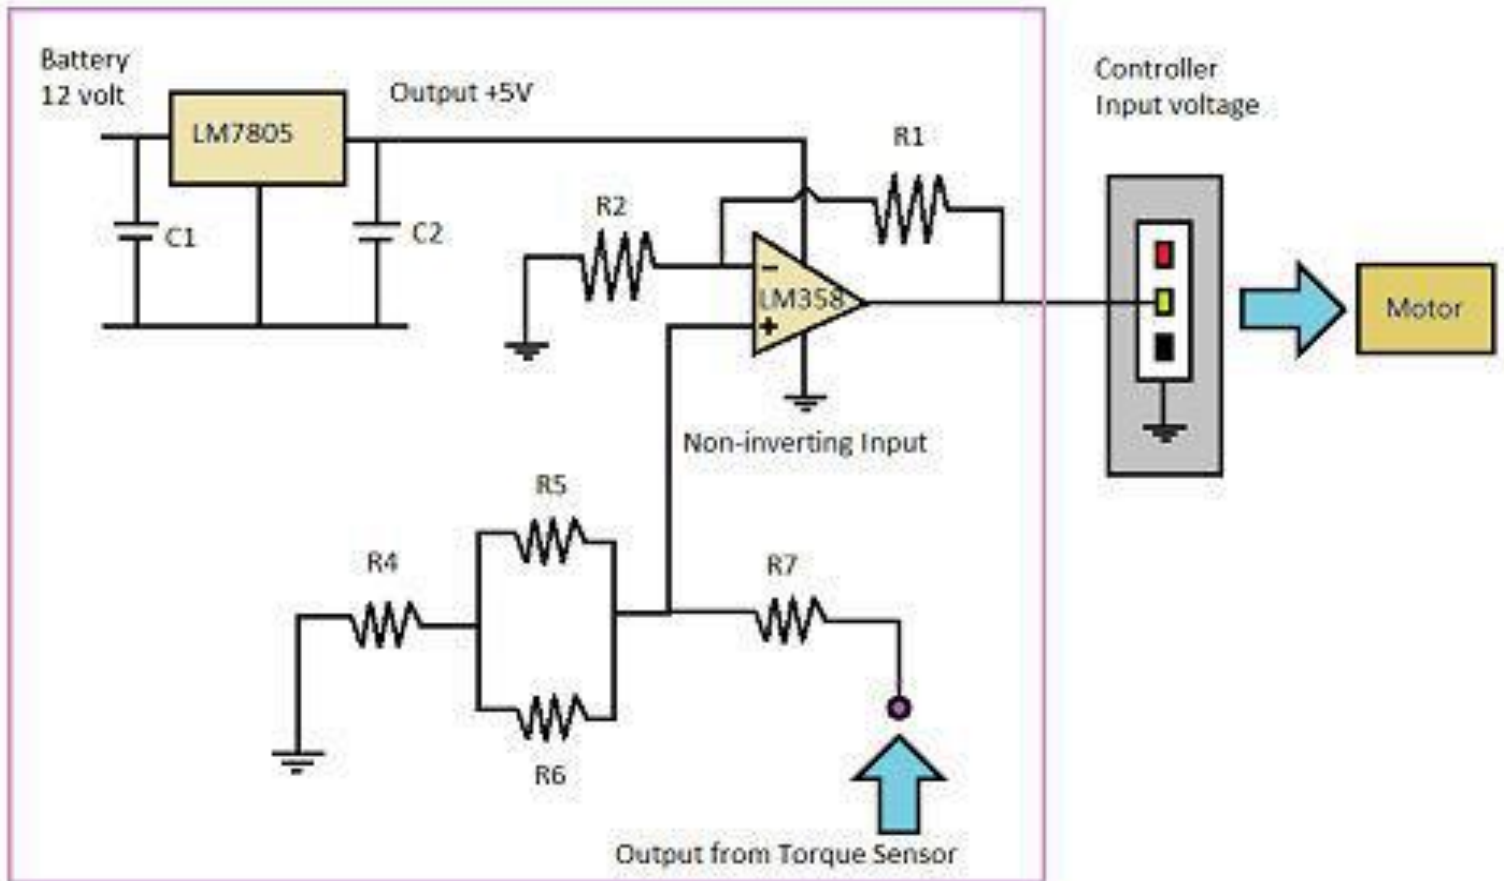 Battery
12 volt
LM7805
Output +5V
C1
C2
R1
R2
LM358
Non-inverting Input
Controller
Input voltage
Motor
R5
R4
R7
R6
Output from Torque Sensor